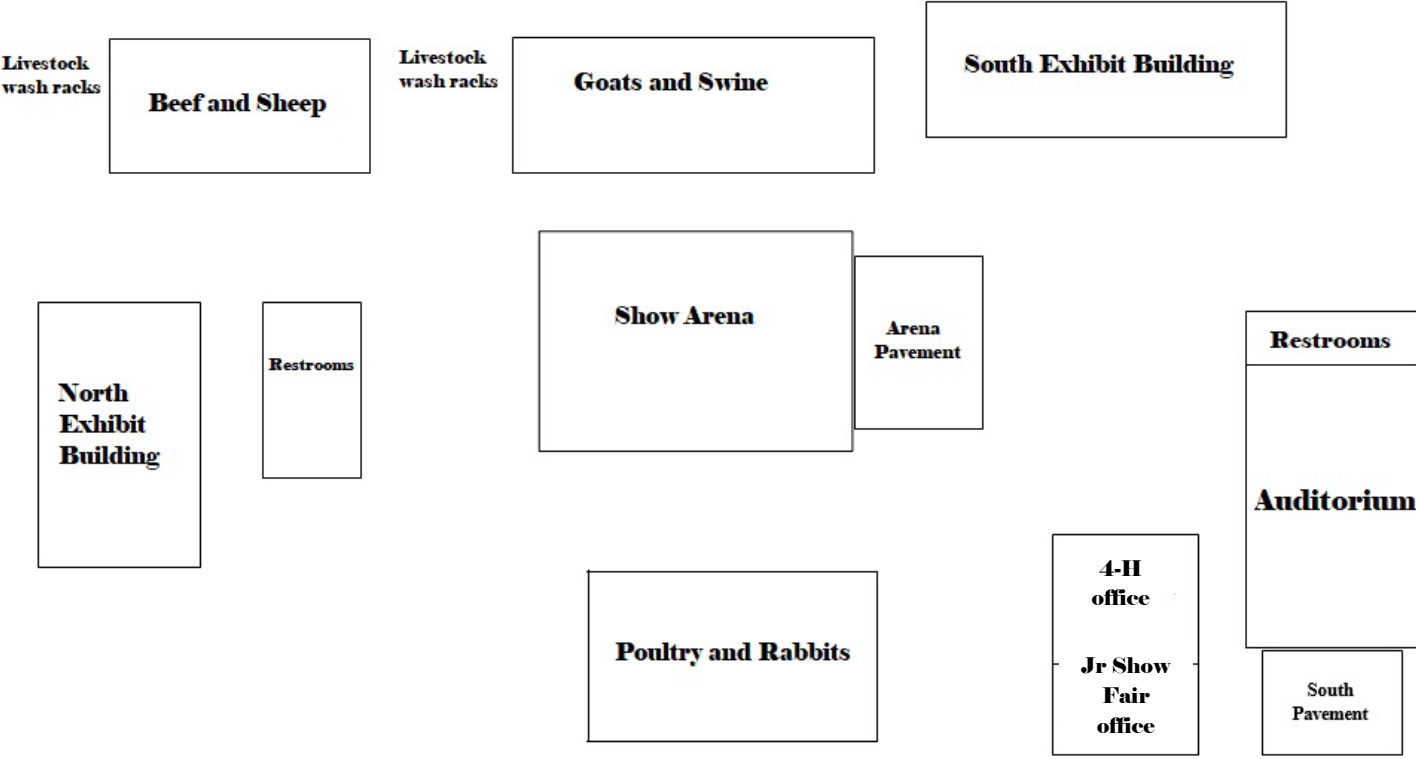 Livestock
wash racks
Beef and Sheep
Livestock
wash racks
Goats and Swine
South Exhibit Building
North
Exhibit
Building
Restrooms
Show Arena
Arena
Pavement
Restrooms
Auditorium
4-H
office
Jr Show
Fair
office
Poultry and Rabbits
South
Pavement